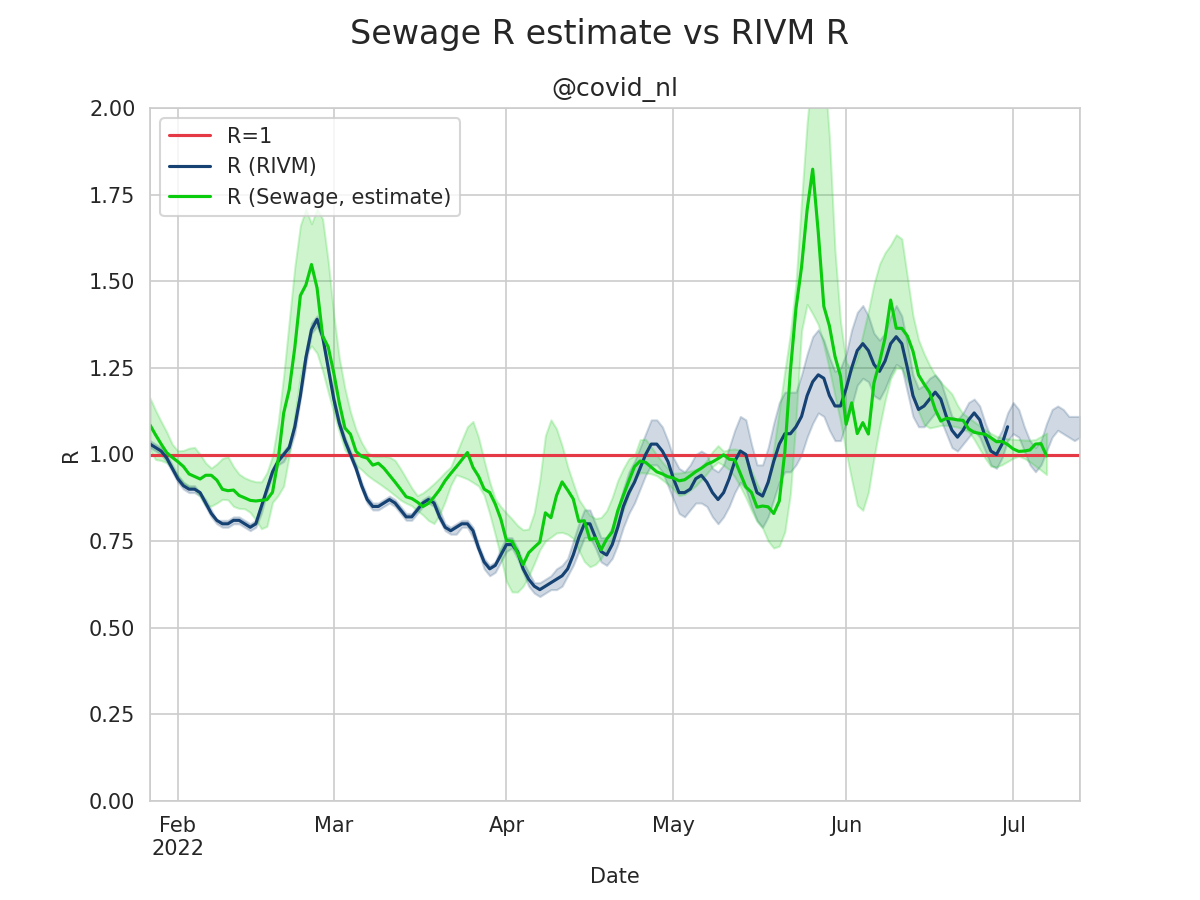 Sewage R estimate vs RIVM R
@covid_nl
R=1
R (RIVM)
R (Sewage, estimate)
2.00
1.75
1.50
1.25
1.00
0.75
0.50
0.25
0.00
R
Feb
2022
Mar
Apr
May
Jun
Jul
Date